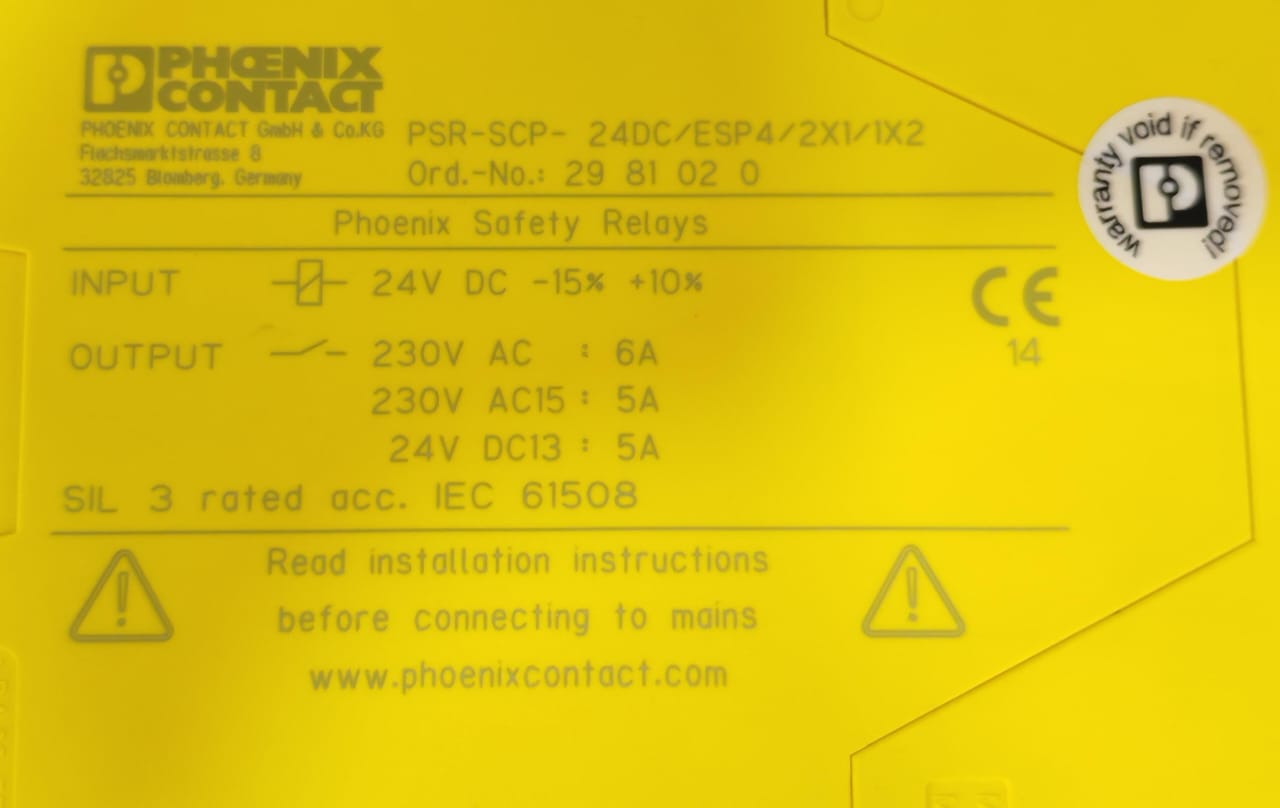 PHŒNIX
CONTACT
PHOENIX CONTACT GmbH & Co.KG
Flachsmarktstrasse 8
32825 Blomberg, Germany
PSR-SCP- 24DC/ESP4/2X1/1X2
Ord.-No.: 29 81 02 0
warranty void if removed!
Phoenix Safety Relays
INPUT 24V DC -15% +10%
CE
14
OUTPUT 230V AC : 6A
230V AC15 : 5A
24V DC13 : 5A
SIL 3 rated acc. IEC 61508
Read installation instructions
before connecting to mains
www.phoenixcontact.com